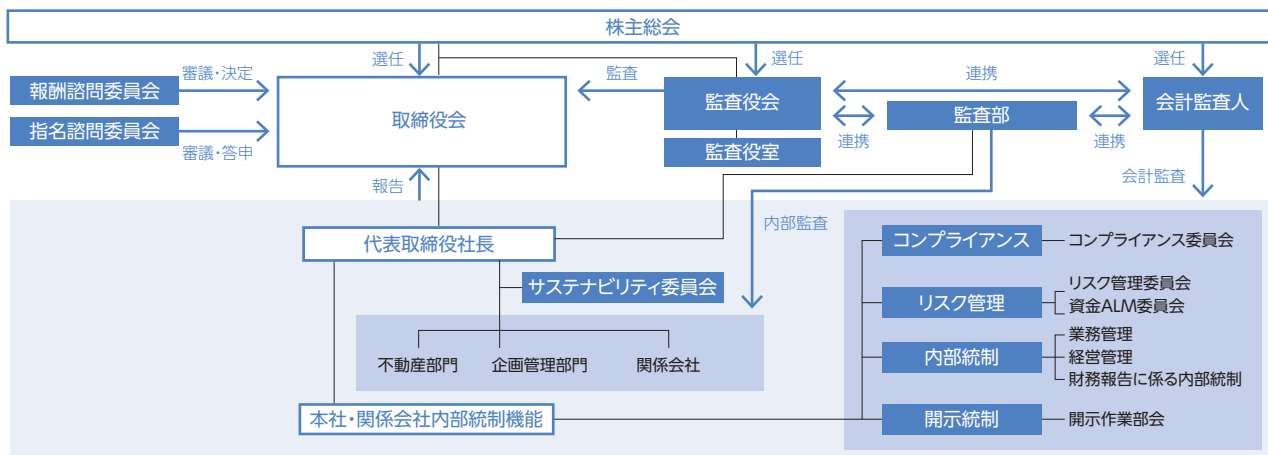 株主総会
選任
選任
選任
審議・決定
報酬諮問委員会
指名諮問委員会
審議・答申
取締役会
監査
監査役会
監査役室
連携
連携
監査部
連携
会計監査人
会計監査
報告
内部監査
代表取締役社長
サステナビリティ委員会
不動産部門
企画管理部門
関係会社
本社・関係会社内部統制機能
コンプライアンス
コンプライアンス委員会
リスク管理
リスク管理委員会
資金ALM委員会
内部統制
業務管理
経営管理
財務報告に係る内部統制
開示統制
開示作業部会